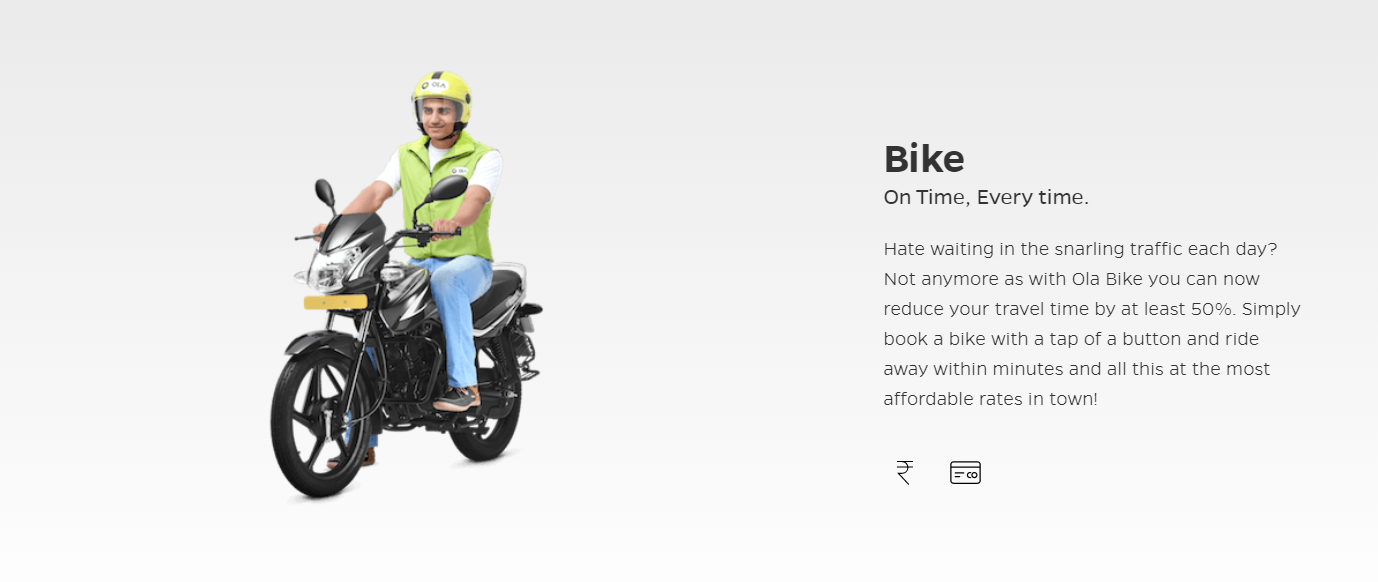 OLA
Bike
On Time, Every time.
Hate waiting in the snarling traffic each day?
Not anymore as with Ola Bike you can now
reduce your travel time by at least 50%. Simply
book a bike with a tap of a button and ride
away within minutes and all this at the most
affordable rates in town!
₹